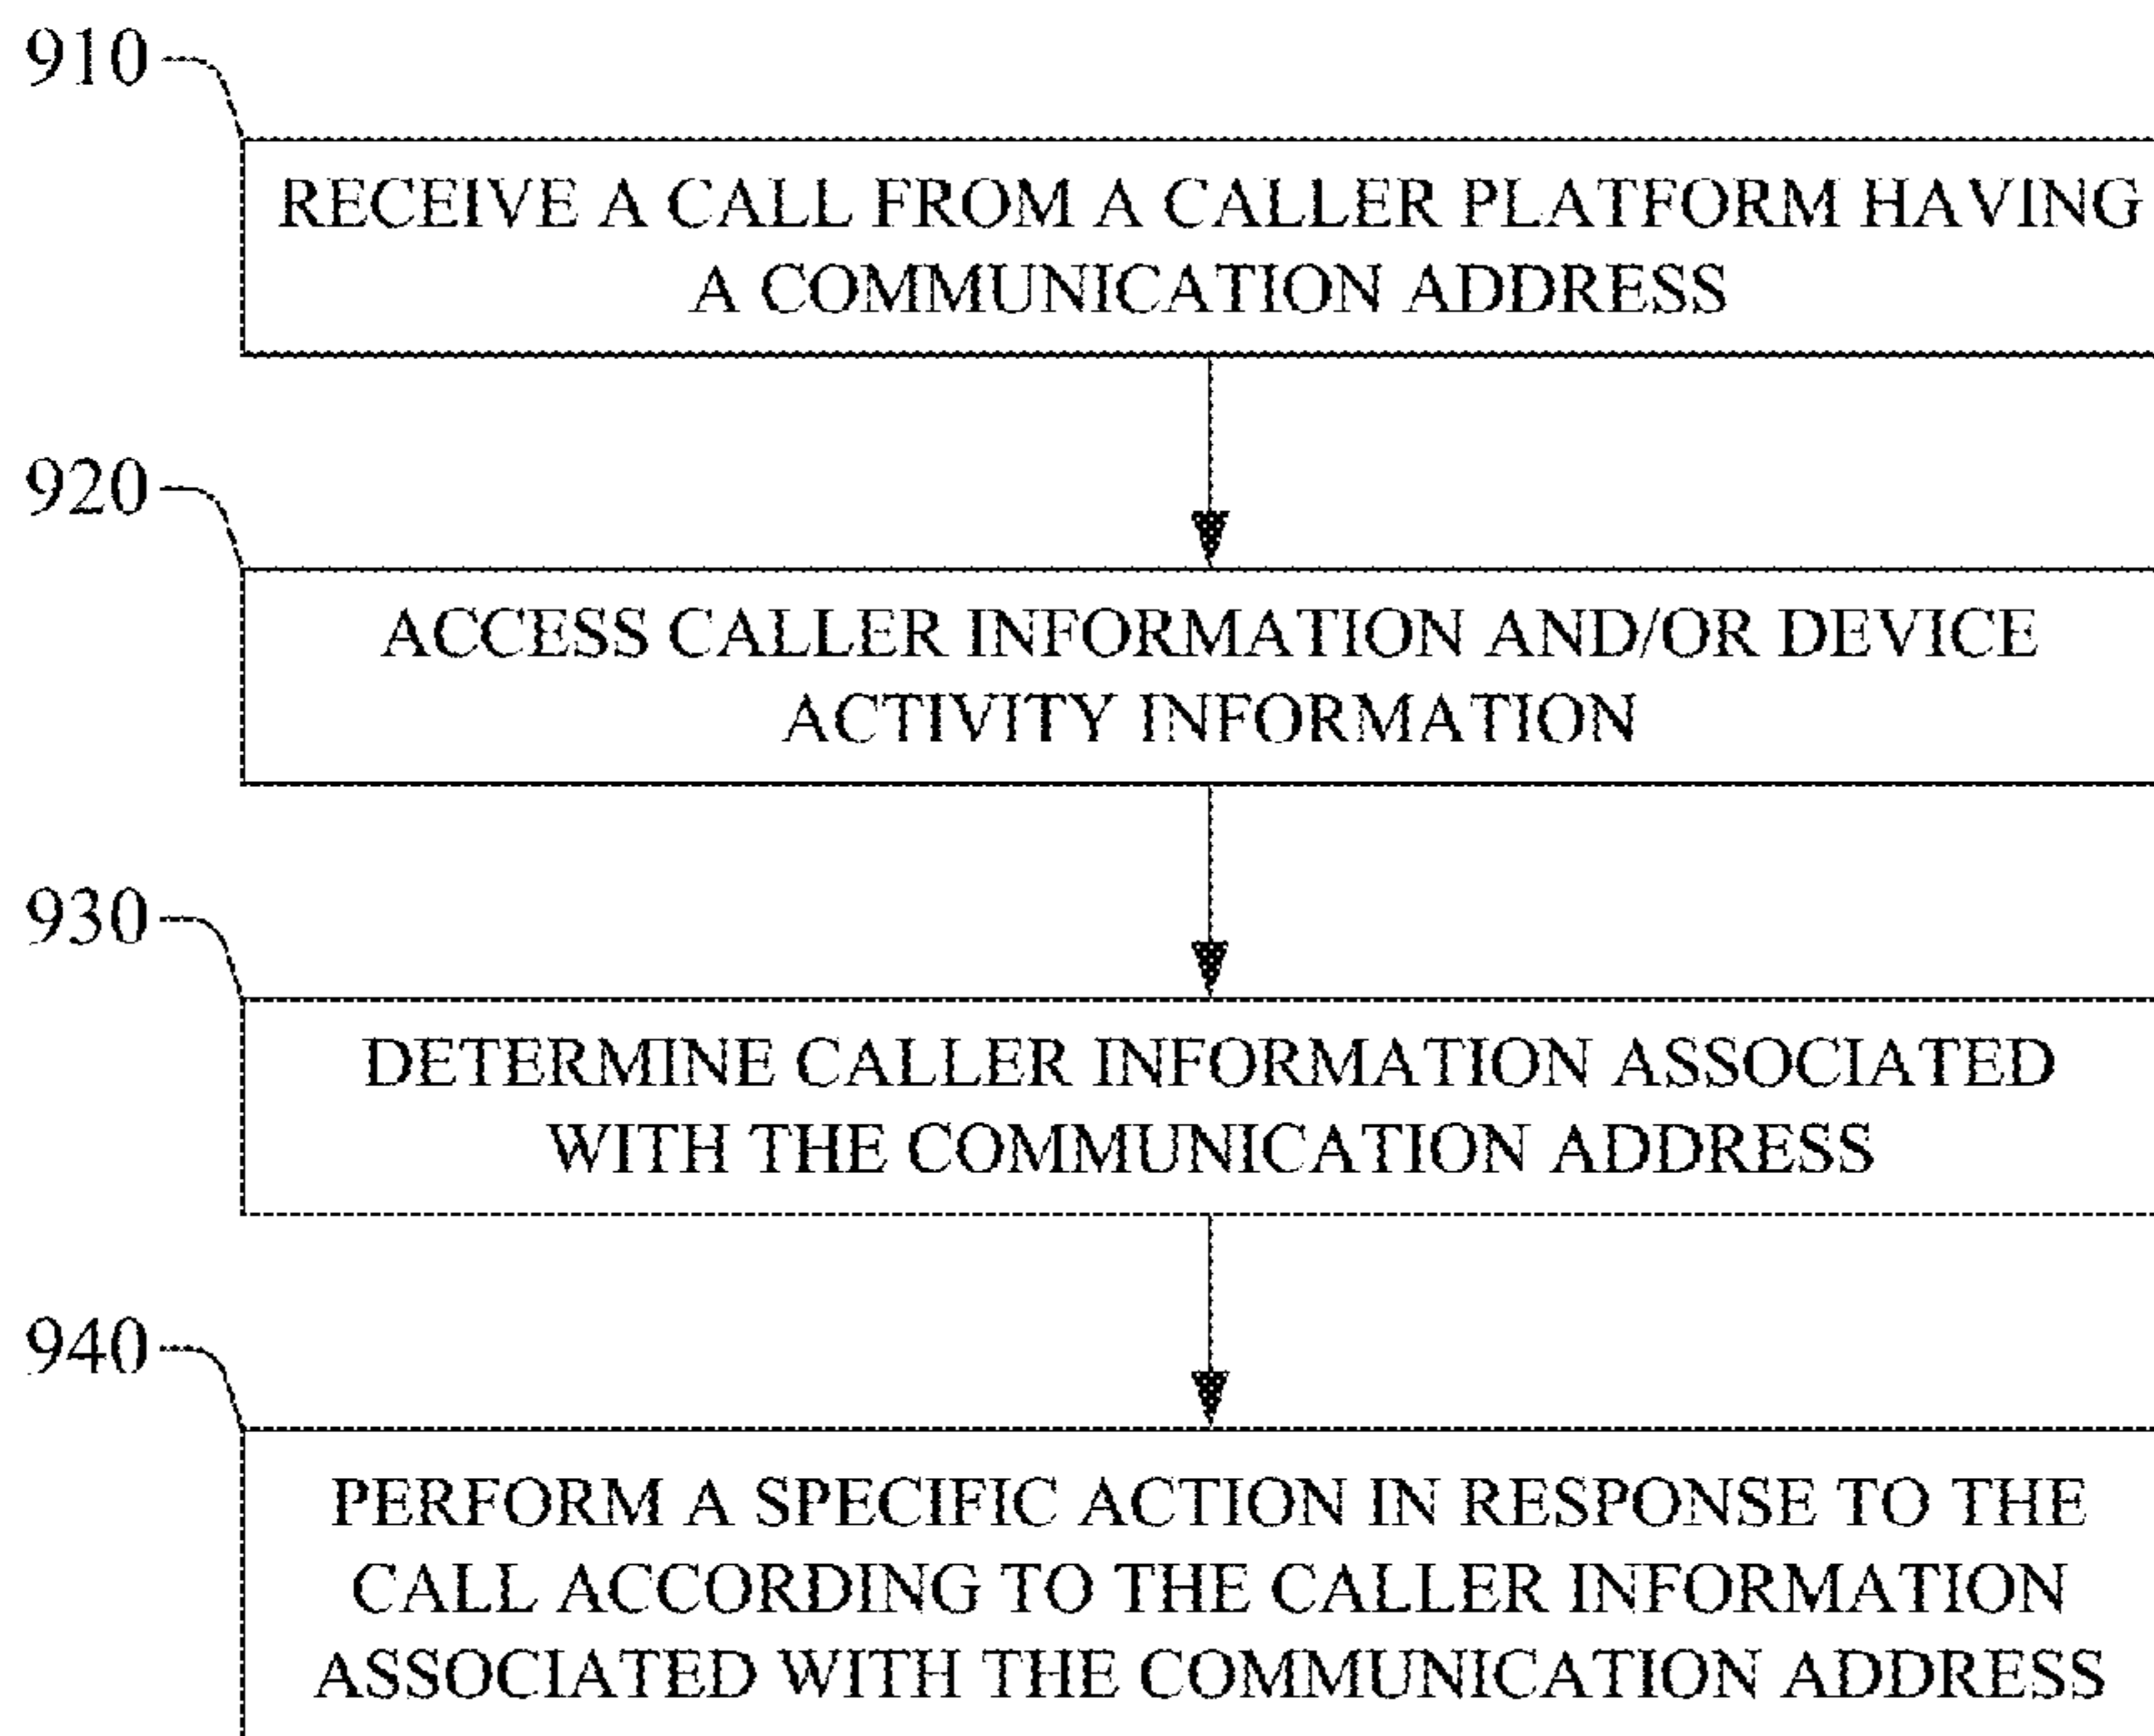 910
RECEIVE A CALL FROM A CALLER PLATFORM HAVING
A COMMUNICATION ADDRESS
920
ACCESS CALLER INFORMATION AND/OR DEVICE
ACTIVITY INFORMATION
930
DETERMINE CALLER INFORMATION ASSOCIATED
WITH THE COMMUNICATION ADDRESS
940
PERFORM A SPECIFIC ACTION IN RESPONSE TO THE
CALL ACCORDING TO THE CALLER INFORMATION
ASSOCIATED WITH THE COMMUNICATION ADDRESS